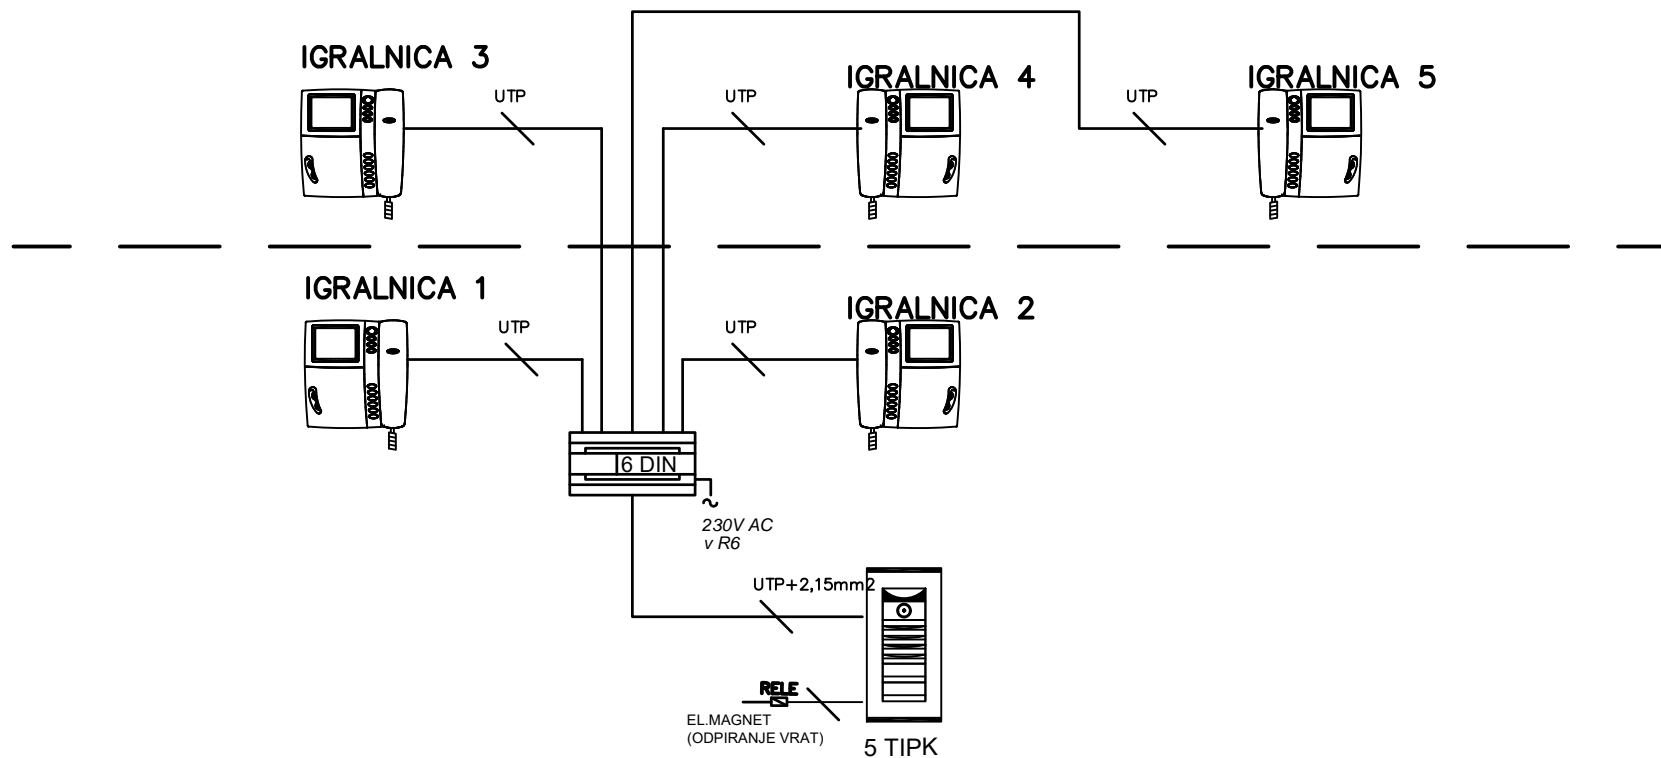 IGRALNICA 3
IGRALNICA 4
IGRALNICA 5
UTP
UTP
UTP
IGRALNICA 1
IGRALNICA 2
UTP
UTP
6 DIN
230V AC
v R6
UTP+2,15mm2
RELE
EL.MAGNET
(ODPIRANJE VRAT)
5 TIPK